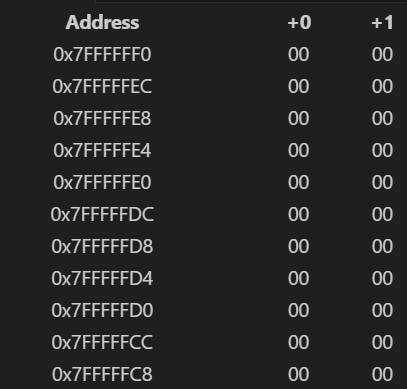 Address +0 +1
0x7FFFFFF0 00 00
0x7FFFFFEC 00 00
0x7FFFFFE8 00 00
0x7FFFFFE4 00 00
0x7FFFFFE0 00 00
0x7FFFFFDC 00 00
0x7FFFFFD8 00 00
0x7FFFFFD4 00 00
0x7FFFFFD0 00 00
0x7FFFFFCC 00 00
0x7FFFFFC8 00 00